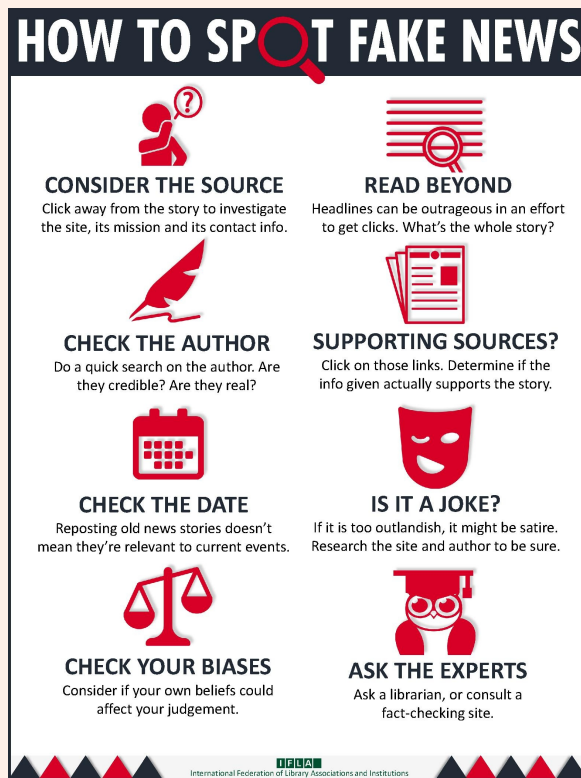 HOW TO SPOT FAKE NEWS
?
CONSIDER THE SOURCE
Click away from the story to investigate
the site, its mission and its contact info.
READ BEYOND
Headlines can be outrageous in an effort
to get clicks. What's the whole story?
CHECK THE AUTHOR
Do a quick search on the author. Are
they credible? Are they real?
SUPPORTING SOURCES?
Click on those links. Determine if the
info given actually supports the story.
CHECK THE DATE
Reposting old news stories doesn't
mean they're relevant to current events.
IS IT A JOKE?
If it is too outlandish, it might be satire.
Research the site and author to be sure.
CHECK YOUR BIASES
Consider if your own beliefs could
affect your judgement.
ASK THE EXPERTS
Ask a librarian, or consult a
fact-checking site.
IFLA
International Federation of Library Associations and Institutions